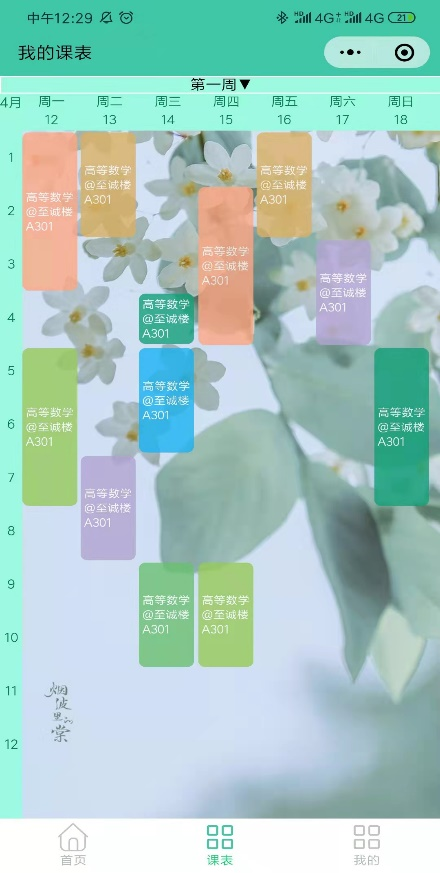 中午12:29 HD 4G HD 4G 21
我的课表
第一周▼
4月 周一 周二 周三 周四 周五 周六 周日
12 13 14 15 16 17 18
1
2
3
4
5
6
7
8
9
10
11
12
高等数学
@至诚楼
A301
高等数学
@至诚楼
A301
高等数学
@至诚楼
A301
高等数学
@至诚楼
A301
高等数学
@至诚楼
A301
高等数学
@至诚楼
A301
高等数学
@至诚楼
A301
高等数学
@至诚楼
A301
高等数学
@至诚楼
A301
高等数学
@至诚楼
A301
高等数学
@至诚楼
A301
高等数学
@至诚楼
A301
烟
波
里の
棠
首页 课表 我的